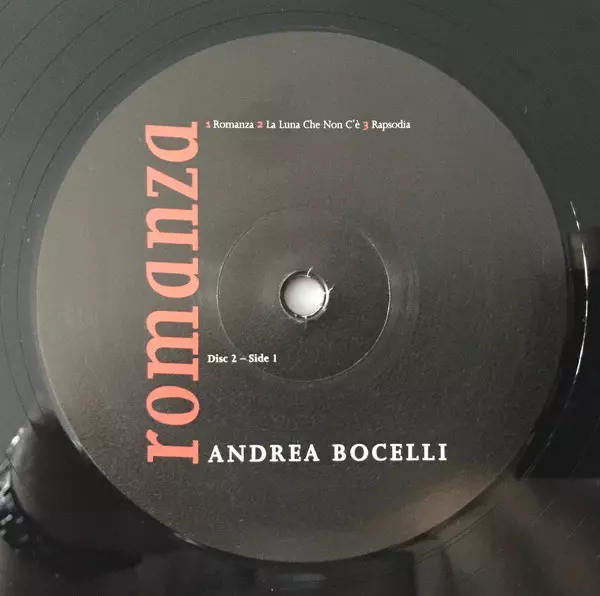 romanza
1 Romanza 2 La Luna Che Non C'è 3 Rapsodia
Disc 2 – Side 1
ANDREA BOCELLI